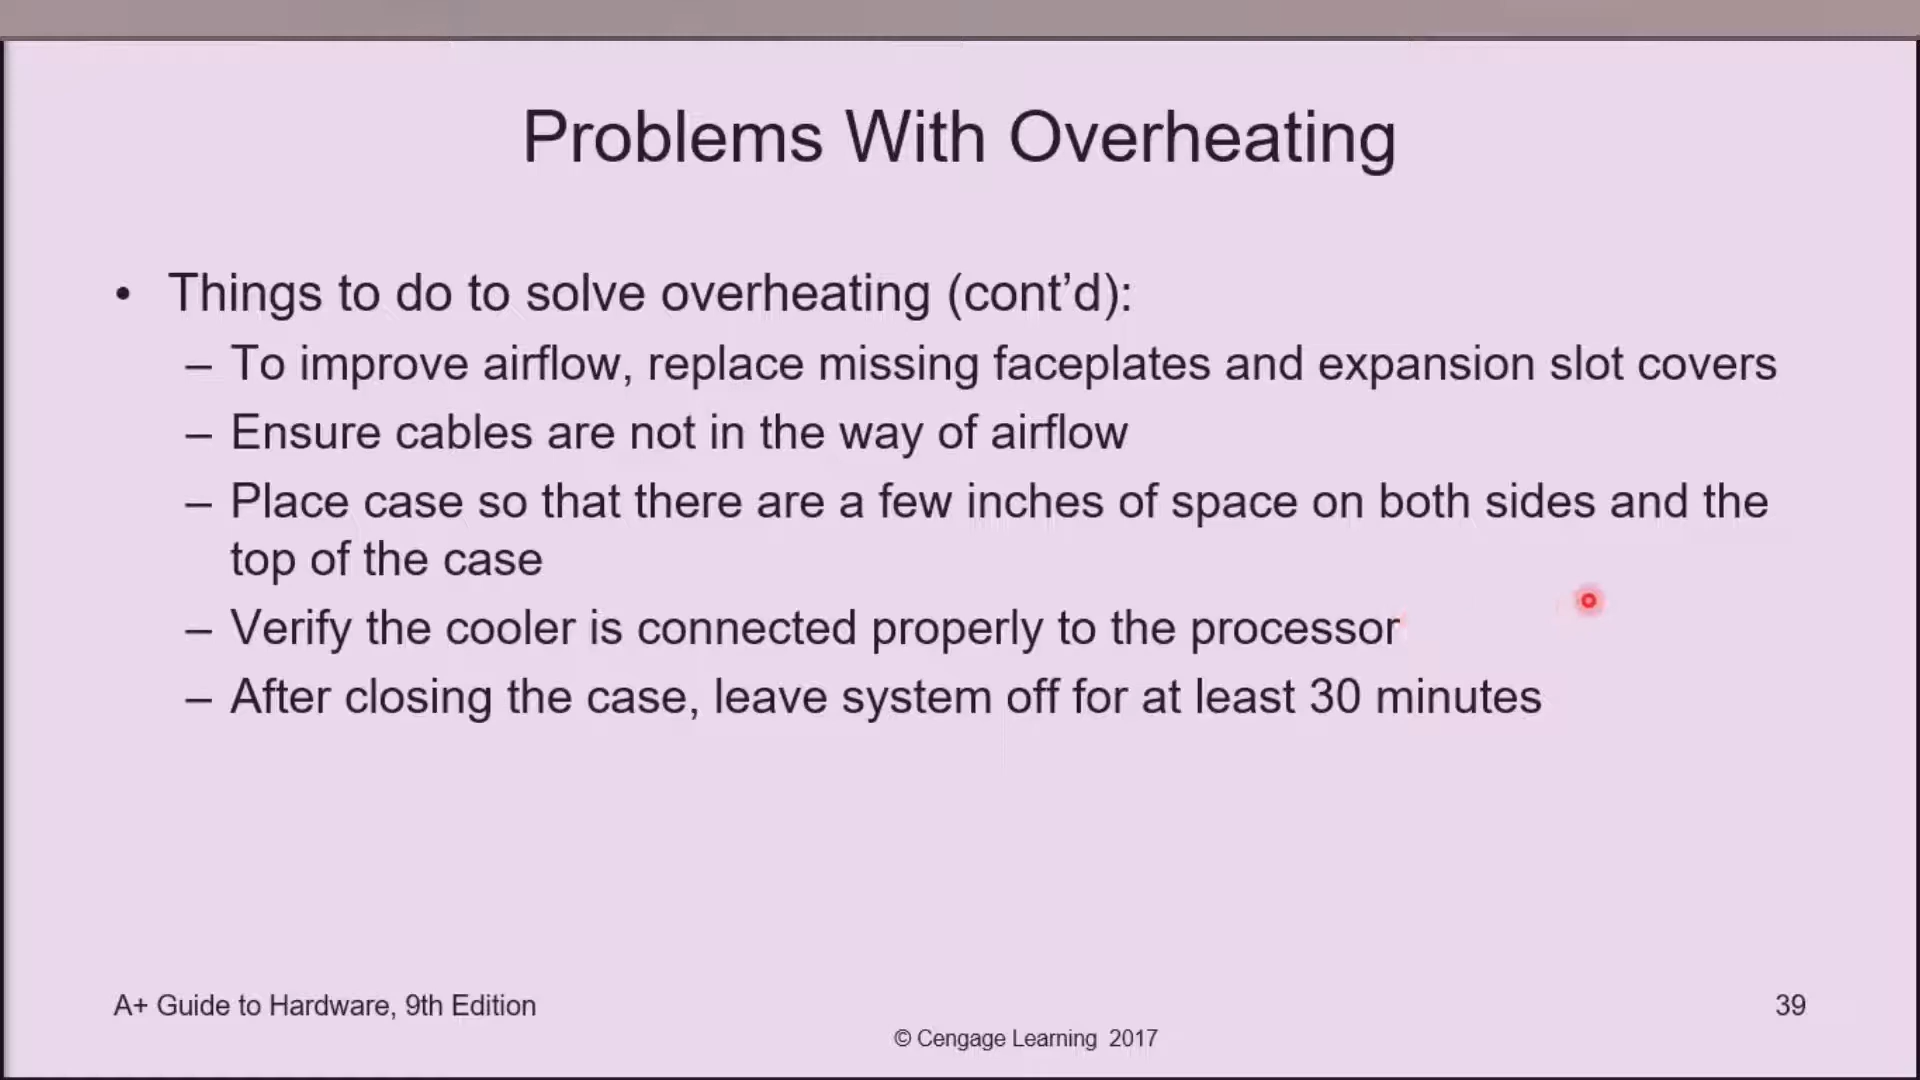 Problems With Overheating
• Things to do to solve overheating (cont’d):
– To improve airflow, replace missing faceplates and expansion slot covers
– Ensure cables are not in the way of airflow
– Place case so that there are a few inches of space on both sides and the
top of the case
– Verify the cooler is connected properly to the processor
– After closing the case, leave system off for at least 30 minutes
A+ Guide to Hardware, 9th Edition
39
© Cengage Learning 2017